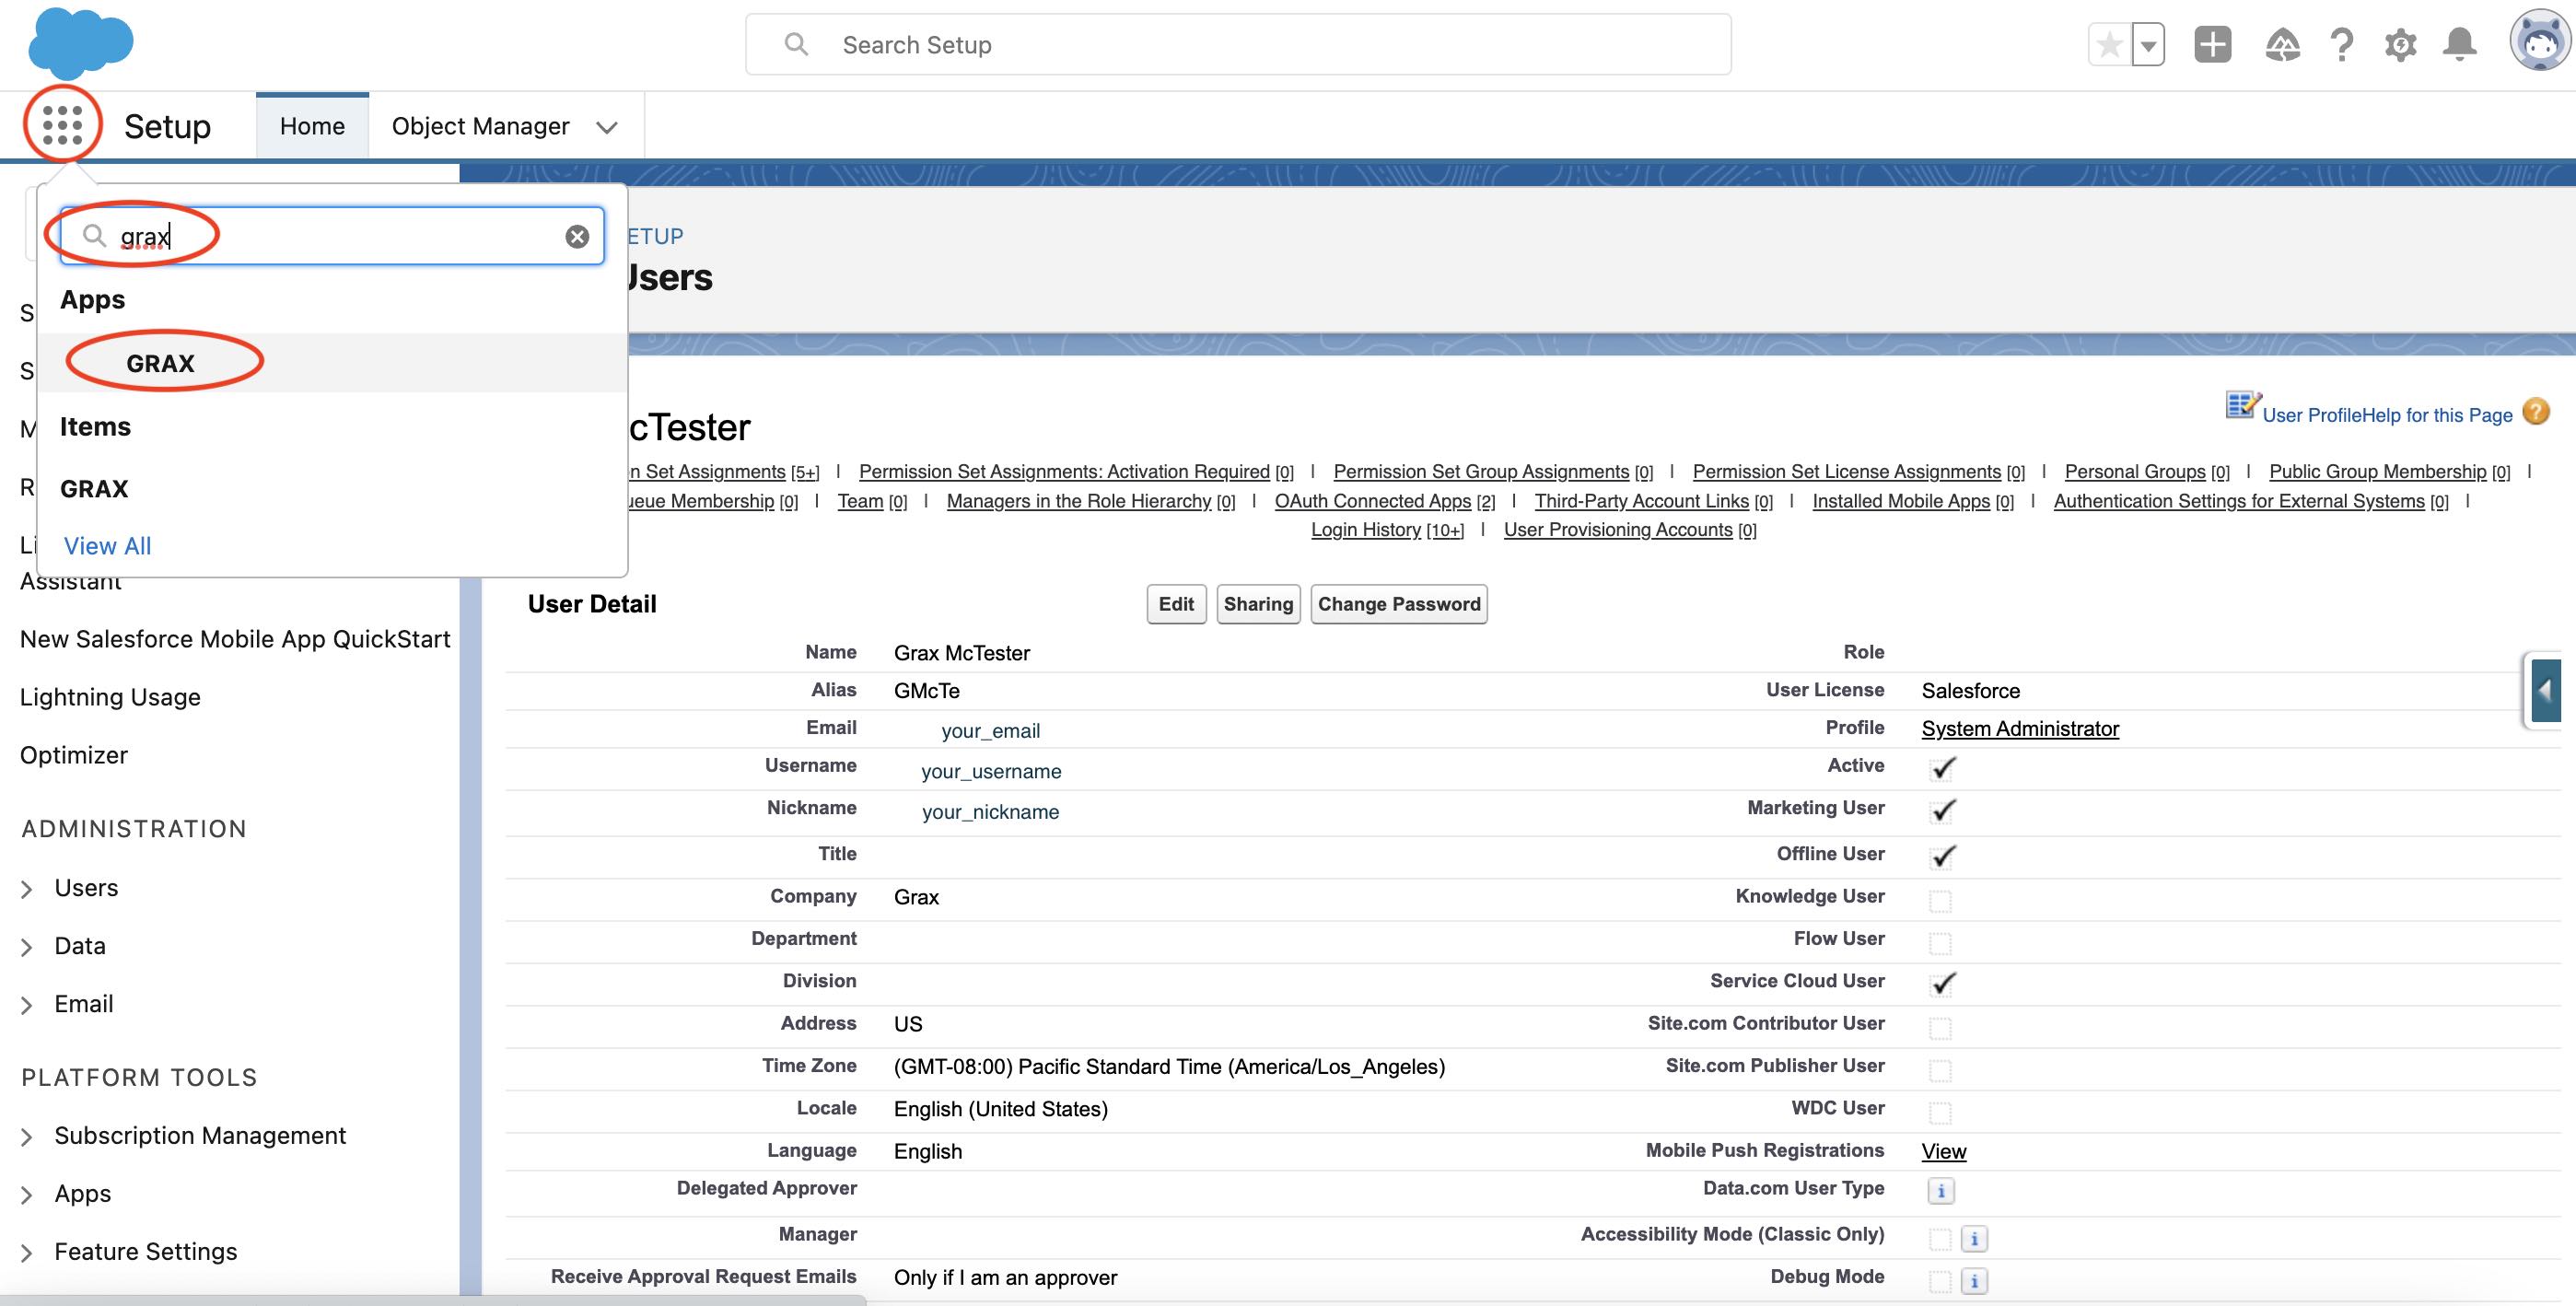 Search Setup
Setup
Home
Object Manager
grax
Apps
GRAX
Items
GRAX
View All
Assistant
New Salesforce Mobile App QuickStart
Lightning Usage
Optimizer
ADMINISTRATION
Users
Data
Email
PLATFORM TOOLS
Subscription Management
Apps
Feature Settings
ETUP
Users
cTester
User ProfileHelp for this Page
n Set Assignments [5+] | Permission Set Assignments: Activation Required [0] | Permission Set Group Assignments [0] | Permission Set License Assignments [0] | Personal Groups [0] | Public Group Membership [0] |
ueue Membership [0] | Team [0] | Managers in the Role Hierarchy [0] | OAuth Connected Apps [2] | Third-Party Account Links [0] | Installed Mobile Apps [0] | Authentication Settings for External Systems [0] |
Login History [10+] | User Provisioning Accounts [0]
User Detail
Edit
Sharing
Change Password
Name Grax McTester Role
Alias GMcTe User License Salesforce
Email your_email Profile System Administrator
Username your_username Active
Nickname your_nickname Marketing User
Title Offline User
Company Grax Knowledge User
Department Flow User
Division Service Cloud User
Address US Site.com Contributor User
Time Zone (GMT-08:00) Pacific Standard Time (America/Los_Angeles) Site.com Publisher User
Locale English (United States) WDC User
Language English Mobile Push Registrations View
Delegated Approver Data.com User Type
Manager Accessibility Mode (Classic Only)
Receive Approval Request Emails Only if I am an approver Debug Mode